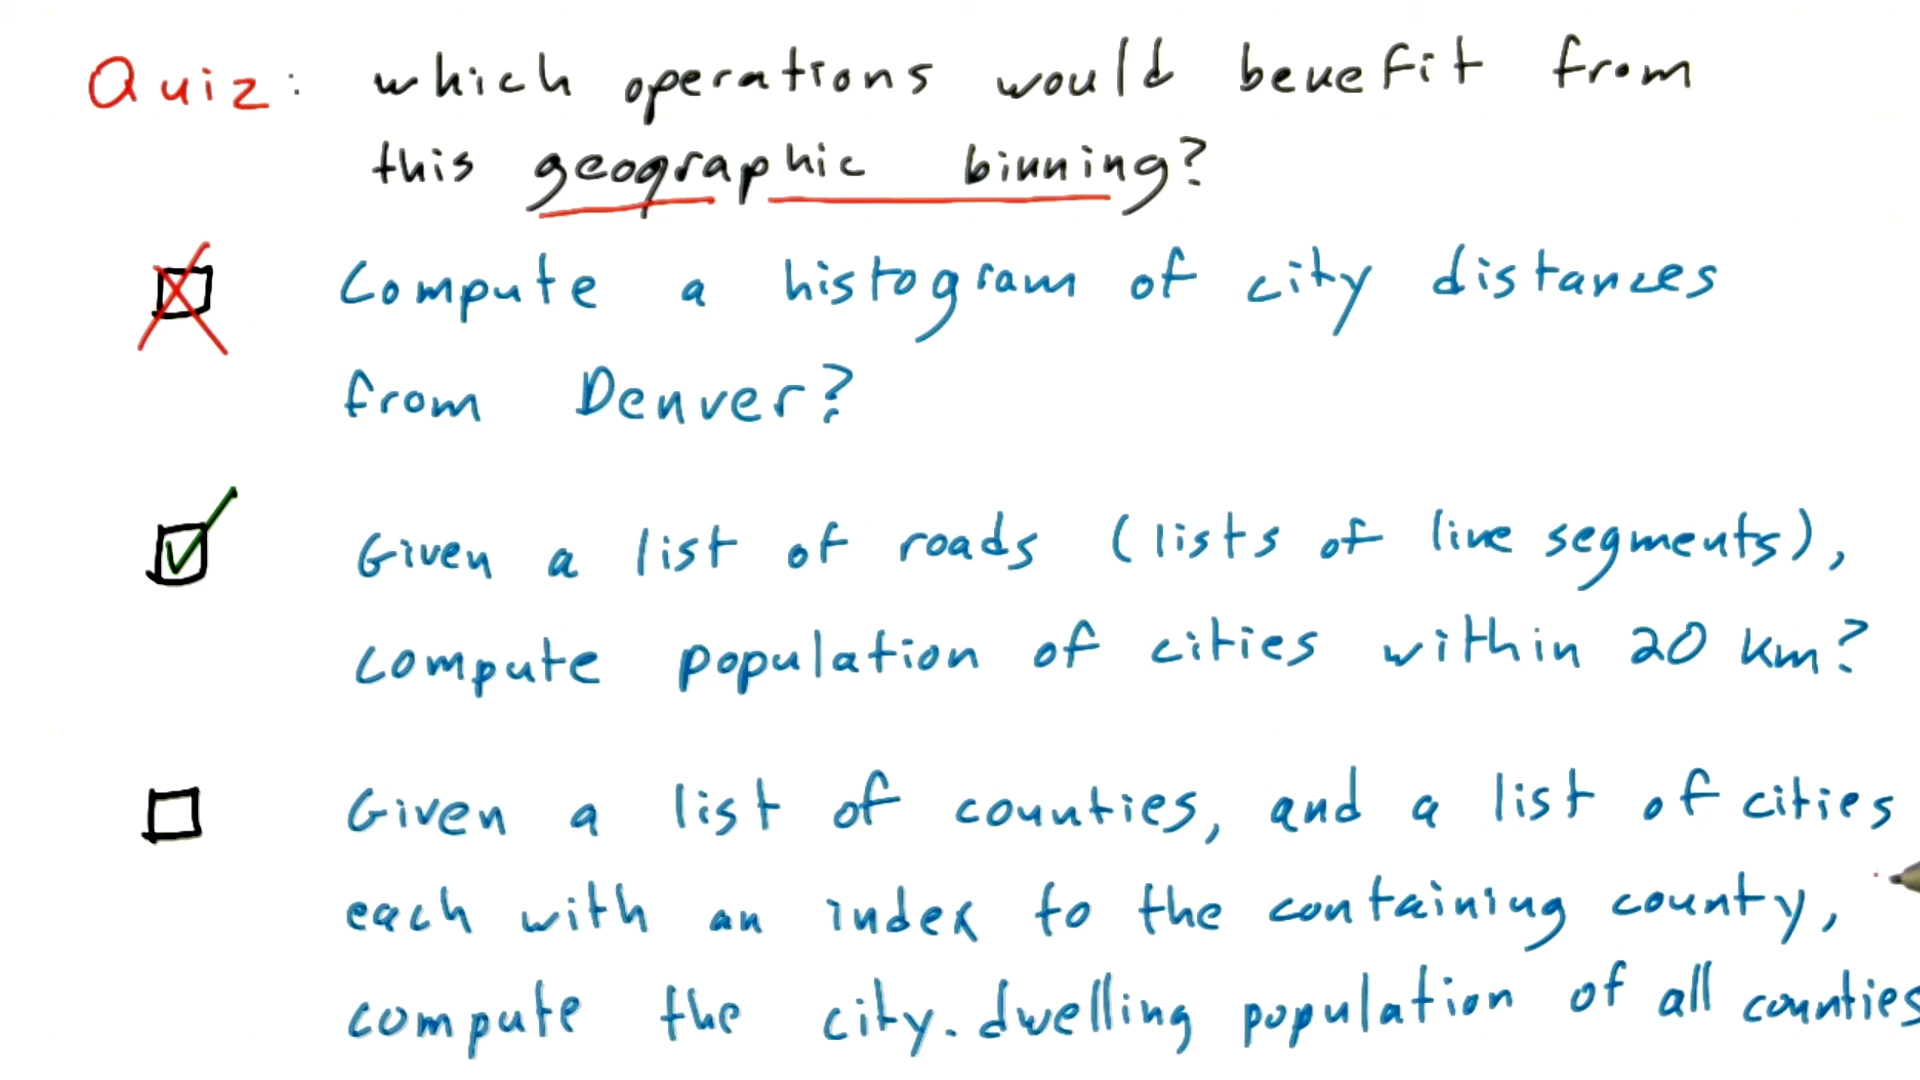 Quiz: which operations would benefit from
this geographic binning?
Compute a histogram of city distances
from Denver?
Given a list of roads (lists of line segments),
compute population of cities within 20 km?
Given a list of counties, and a list of cities
each with an index to the containing county,
compute the city-dwelling population of all counties